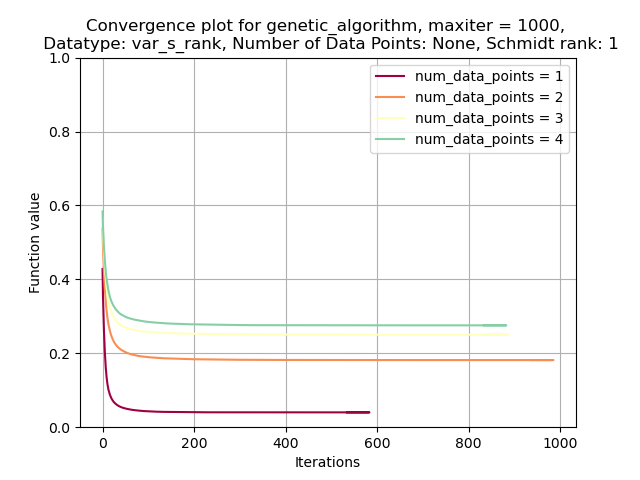 Convergence plot for genetic_algorithm, maxiter = 1000,
Datatype: var_s_rank, Number of Data Points: None, Schmidt rank: 1
1.0
0.8
0.6
0.4
0.2
0.0
Function value
num_data_points = 1
num_data_points = 2
num_data_points = 3
num_data_points = 4
0 200 400 600 800 1000
Iterations